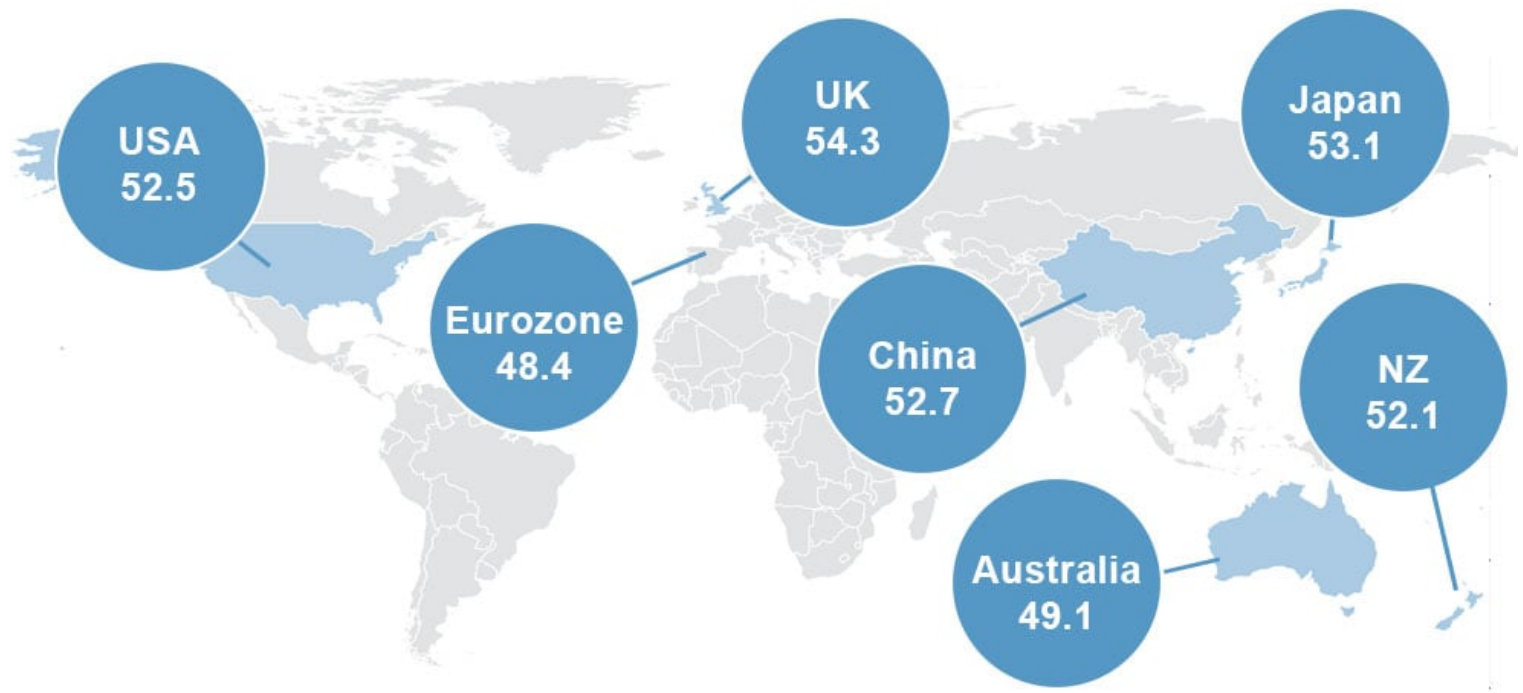 USA
52.5
UK
54.3
Japan
53.1
Eurozone
48.4
China
52.7
NZ
52.1
Australia
49.1